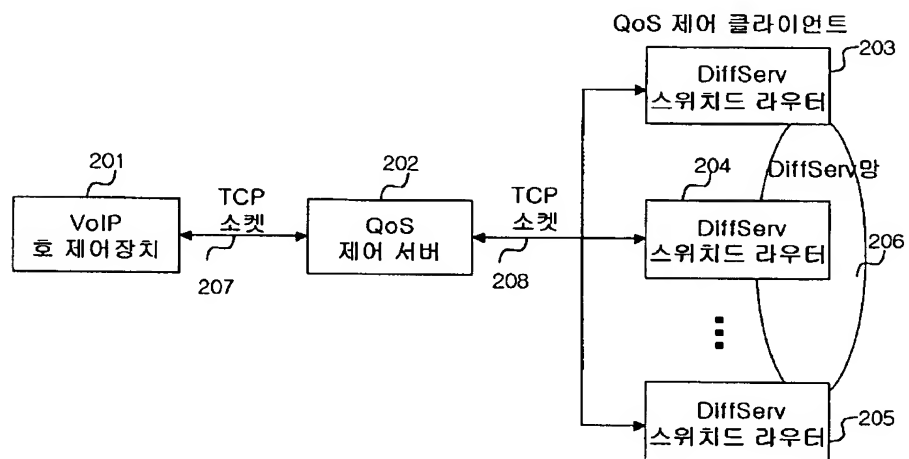 QoS 제어 클라이언트
203
DiffServ
스위치드 라우터
201
VoIP
호 제어장치
TCP
소켓
207
202
QoS
제어 서버
TCP
소켓
208
204
DiffServ망
DiffServ
스위치드 라우터
206
DiffServ
스위치드 라우터
205